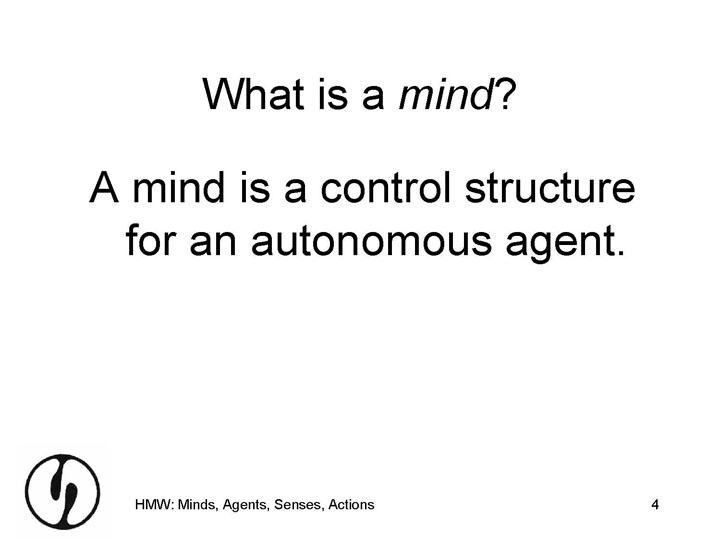 What is a mind?
A mind is a control structure
for an autonomous agent.
HMW: Minds, Agents, Senses, Actions
4